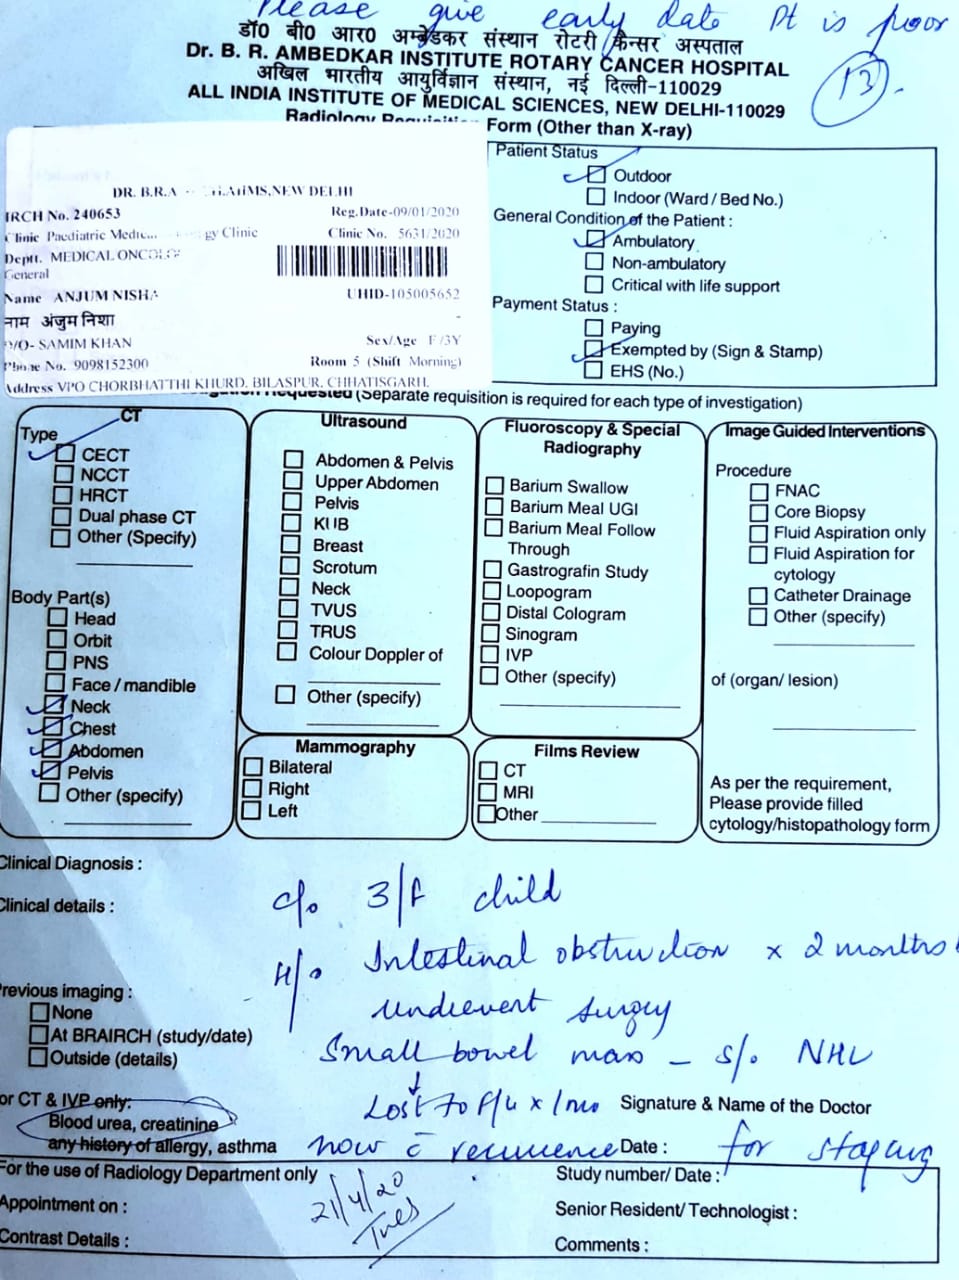 Please give early date Pt is poor
डॉ0 बी0 आर0 अम्बेडकर संस्थान रोटरी कैन्सर अस्पताल
Dr. B. R. AMBEDKAR INSTITUTE ROTARY CANCER HOSPITAL
अखिल भारतीय आयुर्विज्ञान संस्थान, नई दिल्ली-110029
13
ALL INDIA INSTITUTE OF MEDICAL SCIENCES, NEW DELHI-110029
Radiology Form (Other than X-ray)
DR. B.R.A NEW DELHI
IRCH No. 240653 Reg.Date-09/01/2020
Clinic Paediatric gy Clinic Clinic No. 5631/2020
Deptt. MEDICAL
General
Name ANJUM NISHA UHID-105005652
नाम अंजुम निशा
D/O- SAMIM KHAN Sex/Age F/3Y
Phone No. 9098152300 Room 5 (Shift Morning)
Address VPO CHORBHATTHI KHURD, BILASPUR, CHHATISGARH,
Patient Status
Outdoor
Indoor (Ward / Bed No.)
General Condition of the Patient :
Ambulatory
Non-ambulatory
Critical with life support
Payment Status :
Paying
Exempted by (Sign & Stamp)
EHS (No.)
Requested (Separate requisition is required for each type of investigation)
CT
Type
CECT
NCCT
HRCT
Dual phase CT
Other (Specify)
Body Part(s)
Head
Orbit
PNS
Face / mandible
Neck
Chest
Abdomen
Pelvis
Other (specify)
Ultrasound
Abdomen & Pelvis
Upper Abdomen
Pelvis
KUB
Breast
Scrotum
Neck
TVUS
TRUS
Colour Doppler of
Other (specify)
Mammography
Bilateral
Right
Left
Fluoroscopy & Special
Radiography
Barium Swallow
Barium Meal UGI
Barium Meal Follow
Through
Gastrografin Study
Loopogram
Distal Cologram
Sinogram
IVP
Other (specify)
Films Review
CT
MRI
Other
Image Guided Interventions
Procedure
FNAC
Core Biopsy
Fluid Aspiration only
Fluid Aspiration for
cytology
Catheter Drainage
Other (specify)
of (organ/ lesion)
As per the requirement,
Please provide filled
cytology/histopathology form
Clinical Diagnosis :
Clinical details : c/o 3/f child
H/o Intestinal obstruction x 2 months
Previous imaging :
None
At BRAIRCH (study/date)
Outside (details)
underwent surgery
Small bowel mass - s/o NHL
↓
Lost to f/u x 1 mo Signature & Name of the Doctor
For CT & IVP only:
Blood urea, creatinine
any history of allergy, asthma
now c̄ recurrence Date : for staging
For the use of Radiology Department only Study number/ Date :
Appointment on : 21/4/20 Senior Resident/ Technologist :
Tues
Contrast Details : Comments :